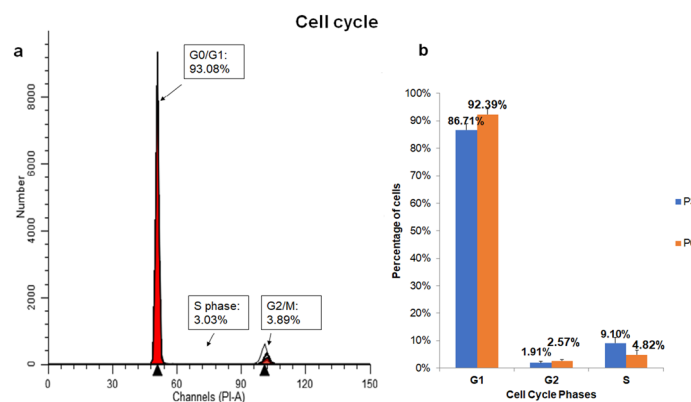 Cell cycle
a
G0/G1:
93.08%
S phase:
3.03%
G2/M:
3.89%
Number
8000
6000
4000
2000
0
0
30
60
90
120
150
Channels (PI-A)
b
100%
90%
80%
70%
60%
50%
40%
30%
20%
10%
0%
86.71%
92.39%
1.91%
2.57%
9.10%
4.82%
Percentage of cells
G1
G2
S
Cell Cycle Phases